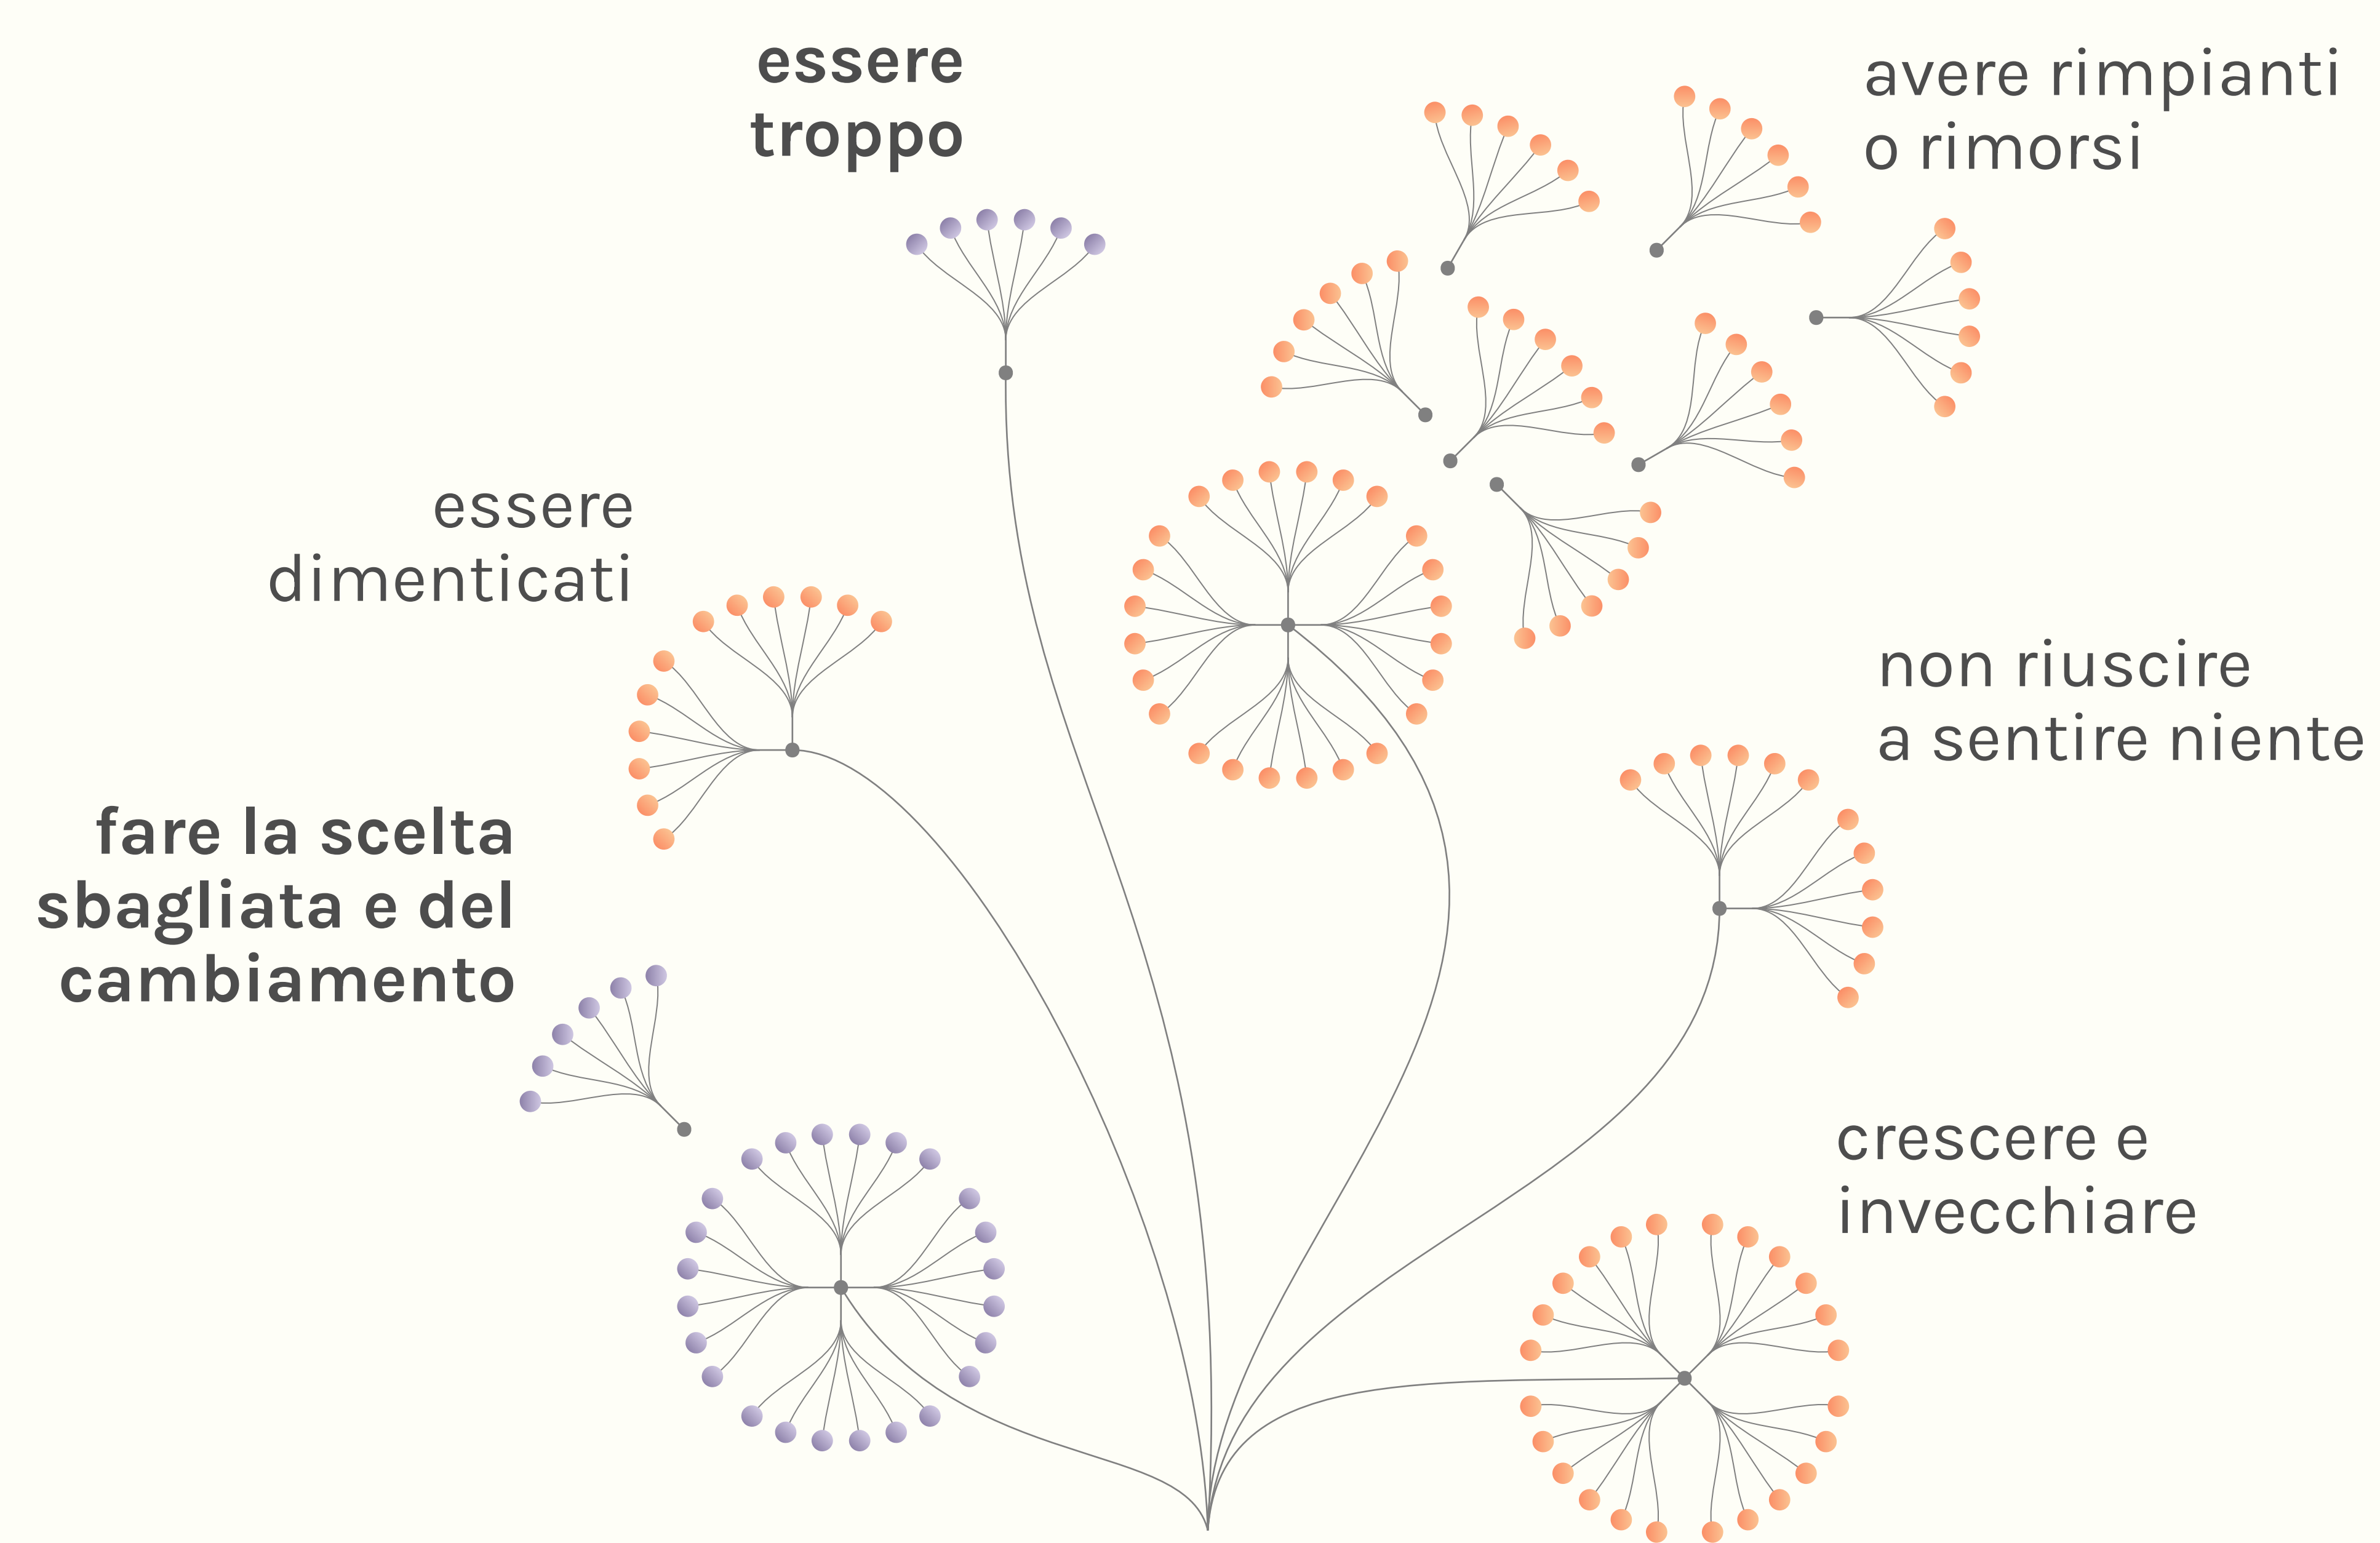 essere
troppo
avere rimpianti
o rimorsi
essere
dimenticati
non riuscire
a sentire niente
fare la scelta
sbagliata e del
cambiamento
crescere e
invecchiare